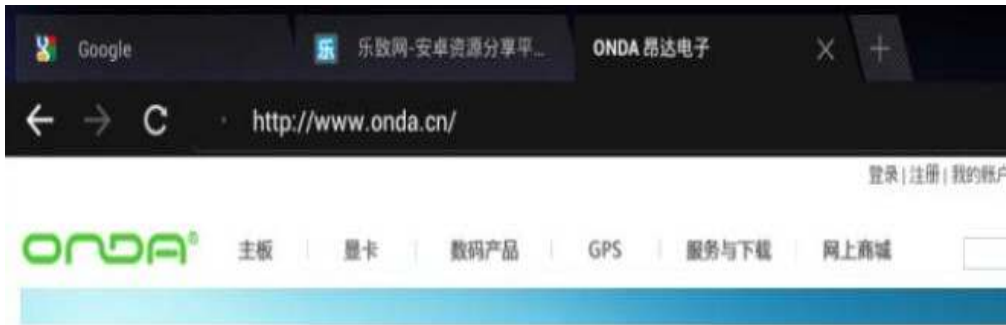 Google 乐致网-安卓资源分享平... ONDA 昂达电子
http://www.onda.cn/
登录 | 注册 | 我的账户
ONDA® 主板 显卡 数码产品 GPS 服务与下载 网上商城